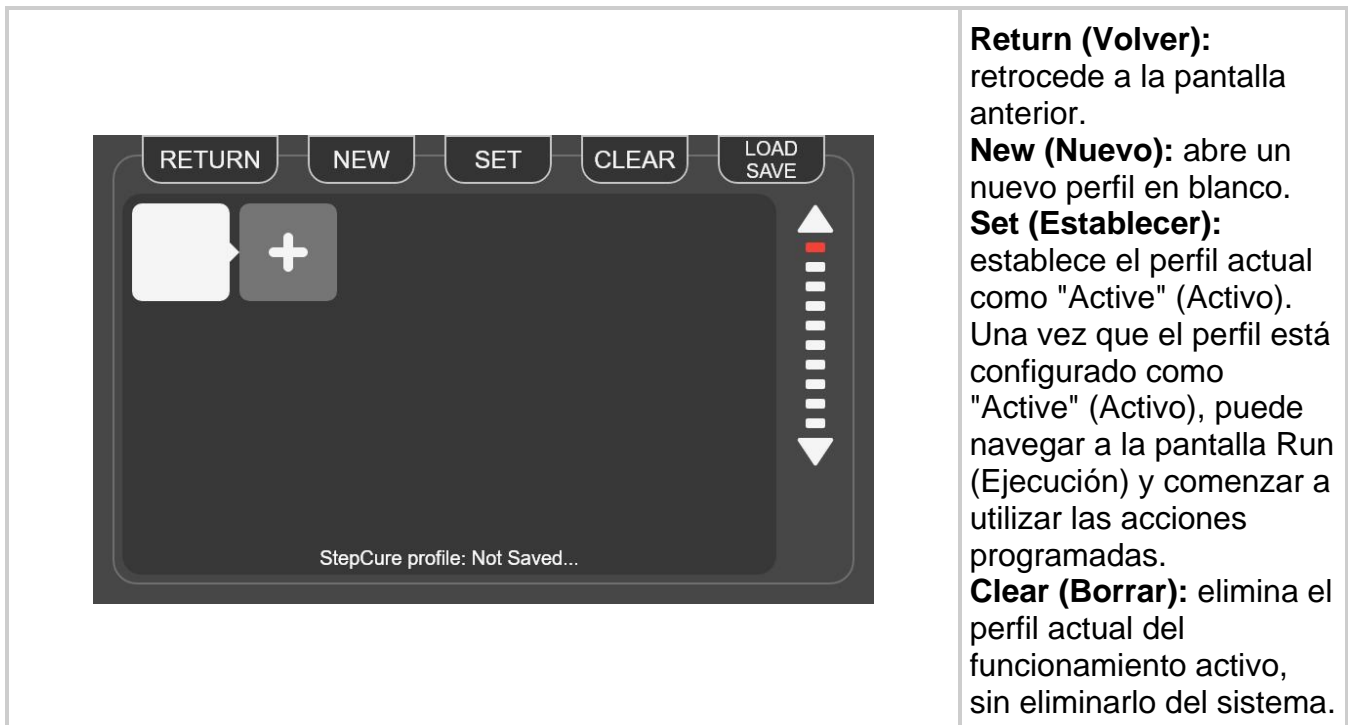 RETURN
NEW
SET
CLEAR
LOAD
SAVE
StepCure profile: Not Saved...
Return (Volver):
retrocede a la pantalla
anterior.
New (Nuevo): abre un
nuevo perfil en blanco.
Set (Establecer):
establece el perfil actual
como "Active" (Activo).
Una vez que el perfil está
configurado como
"Active" (Activo), puede
navegar a la pantalla Run
(Ejecución) y comenzar a
utilizar las acciones
programadas.
Clear (Borrar): elimina el
perfil actual del
funcionamiento activo,
sin eliminarlo del sistema.